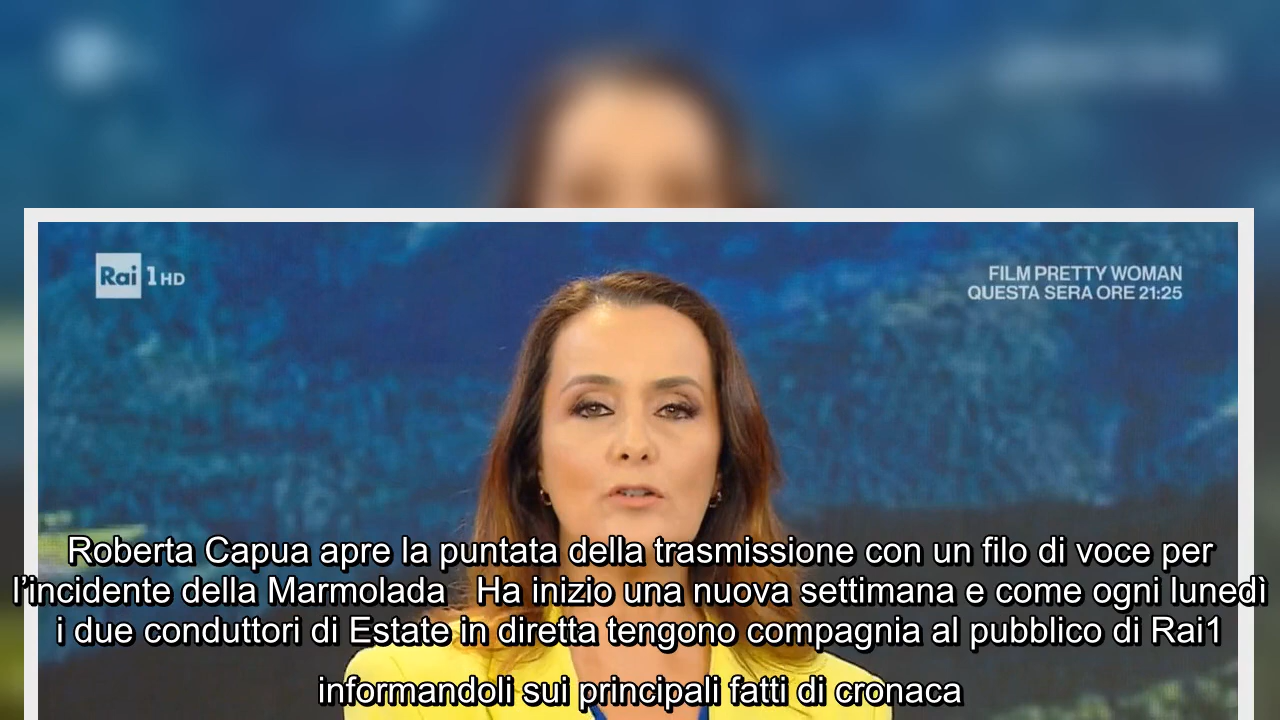 Rai 1 HD
FILM PRETTY WOMAN
QUESTA SERA ORE 21:25
Roberta Capua apre la puntata della trasmissione con un filo di voce per
l’incidente della Marmolada Ha inizio una nuova settimana e come ogni lunedì
i due conduttori di Estate in diretta tengono compagnia al pubblico di Rai1
informandoli sui principali fatti di cronaca